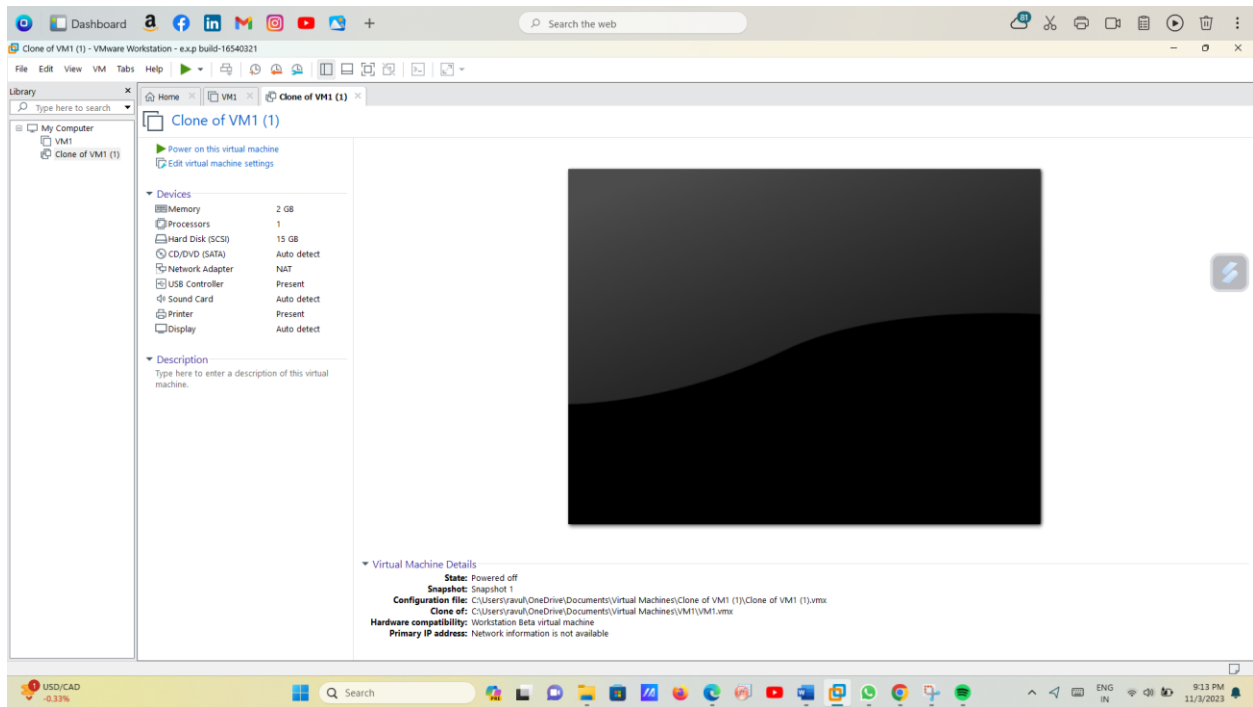 Dashboard
Search the web
81
Clone of VM1 (1) - VMware Workstation - e.x.p build-16540321
File Edit View VM Tabs Help
Library
Type here to search
My Computer
VM1
Clone of VM1 (1)
Home
VM1
Clone of VM1 (1)
Clone of VM1 (1)
Power on this virtual machine
Edit virtual machine settings
Devices
Memory 2 GB
Processors 1
Hard Disk (SCSI) 15 GB
CD/DVD (SATA) Auto detect
Network Adapter NAT
USB Controller Present
Sound Card Auto detect
Printer Present
Display Auto detect
Description
Type here to enter a description of this virtual
machine.
Virtual Machine Details
State: Powered off
Snapshot: Snapshot 1
Configuration file: C:\Users\ravul\OneDrive\Documents\Virtual Machines\Clone of VM1 (1)\Clone of VM1 (1).vmx
Clone of: C:\Users\ravul\OneDrive\Documents\Virtual Machines\VM1\VM1.vmx
Hardware compatibility: Workstation Beta virtual machine
Primary IP address: Network information is not available
1
USD/CAD
-0.33%
Search
ENG
IN
9:13 PM
11/3/2023